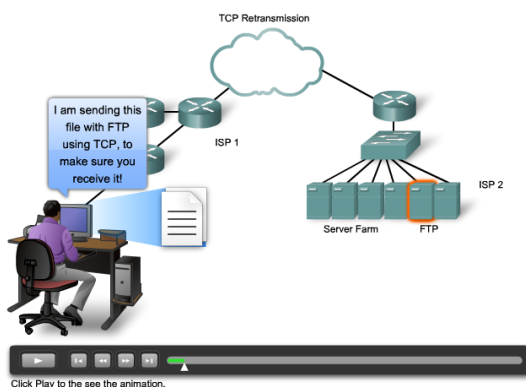 TCP Retransmission
I am sending this
file with FTP
using TCP, to
make sure you
receive it!
ISP 1
ISP 2
Server Farm
FTP
Click Play to the see the animation.